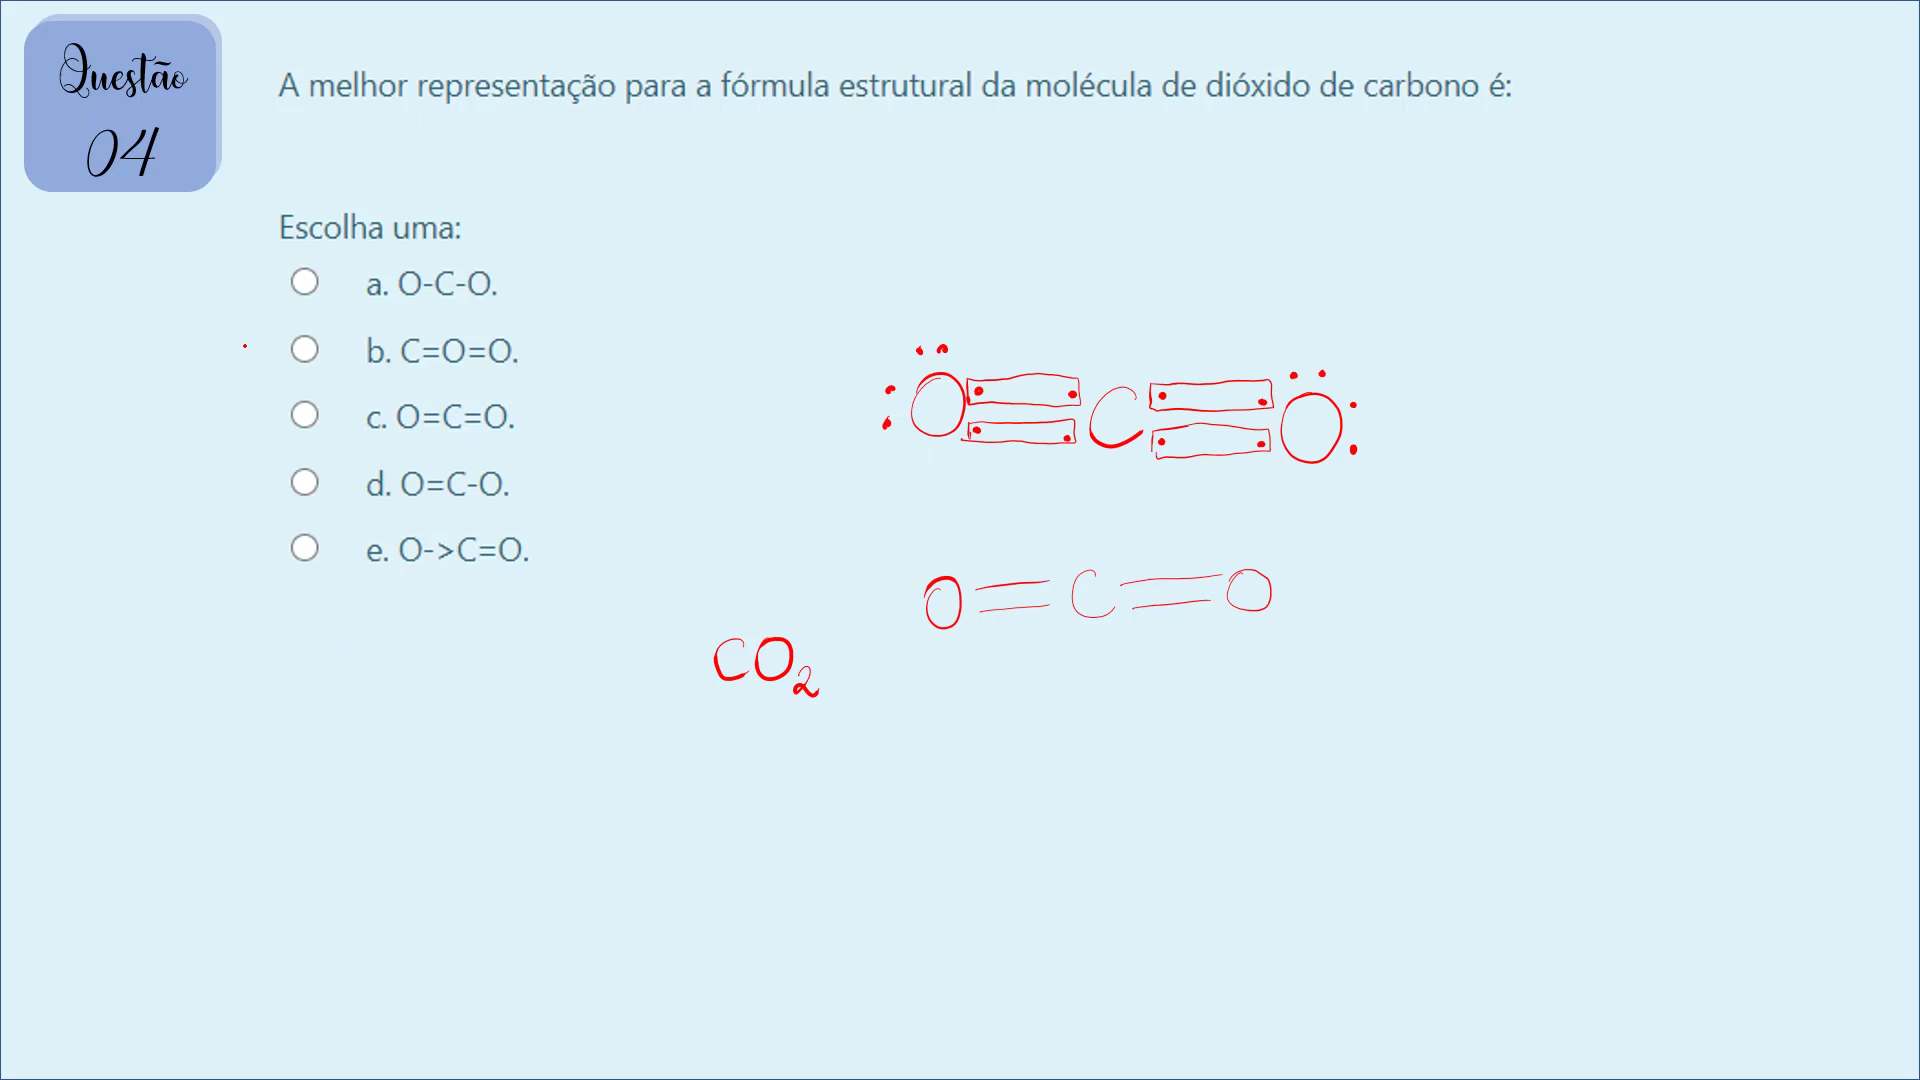 Questão
04
A melhor representação para a fórmula estrutural da molécula de dióxido de carbono é:
Escolha uma:
a. O-C-O.
b. C=O=O.
c. O=C=O.
d. O=C-O.
e. O->C=O.
O C O
O=C=O
CO₂